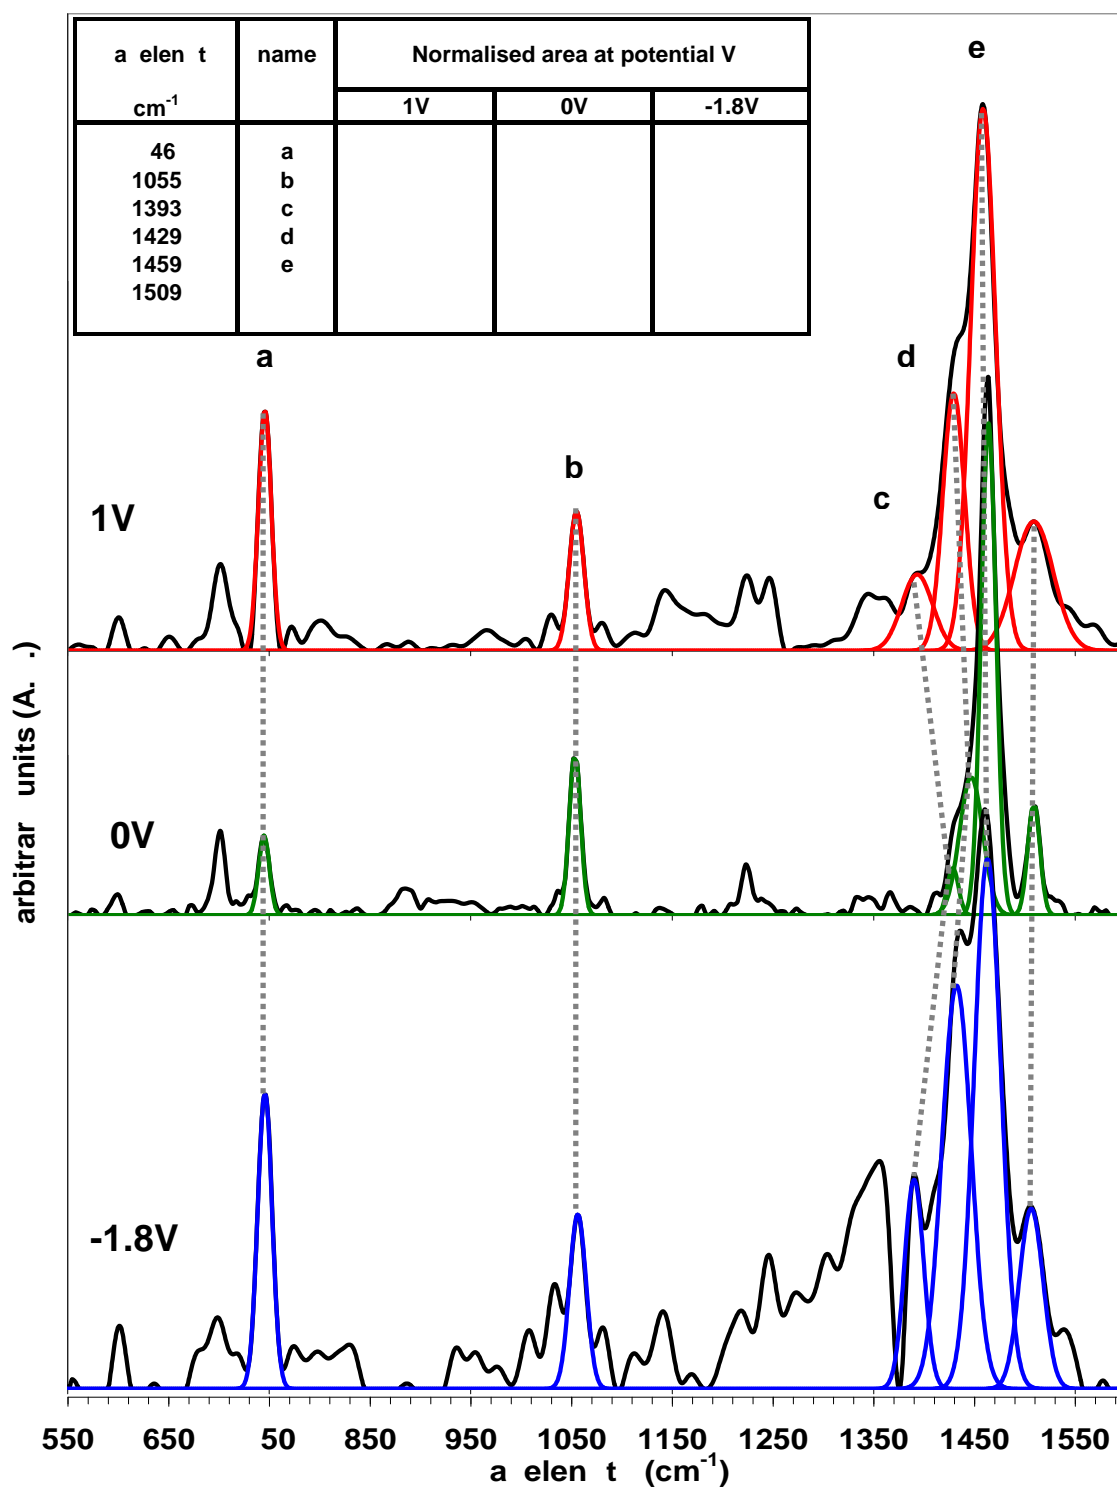 a elen t name Normalised area at potential V
cm-1 1V 0V -1.8V
46 a
1055 b
1393 c
1429 d
1459 e
1509
e
a
d
b
c
1V
0V
-1.8V
arbitrar units (A. .)
550 650 50 850 950 1050 1150 1250 1350 1450 1550
a elen t (cm-1)